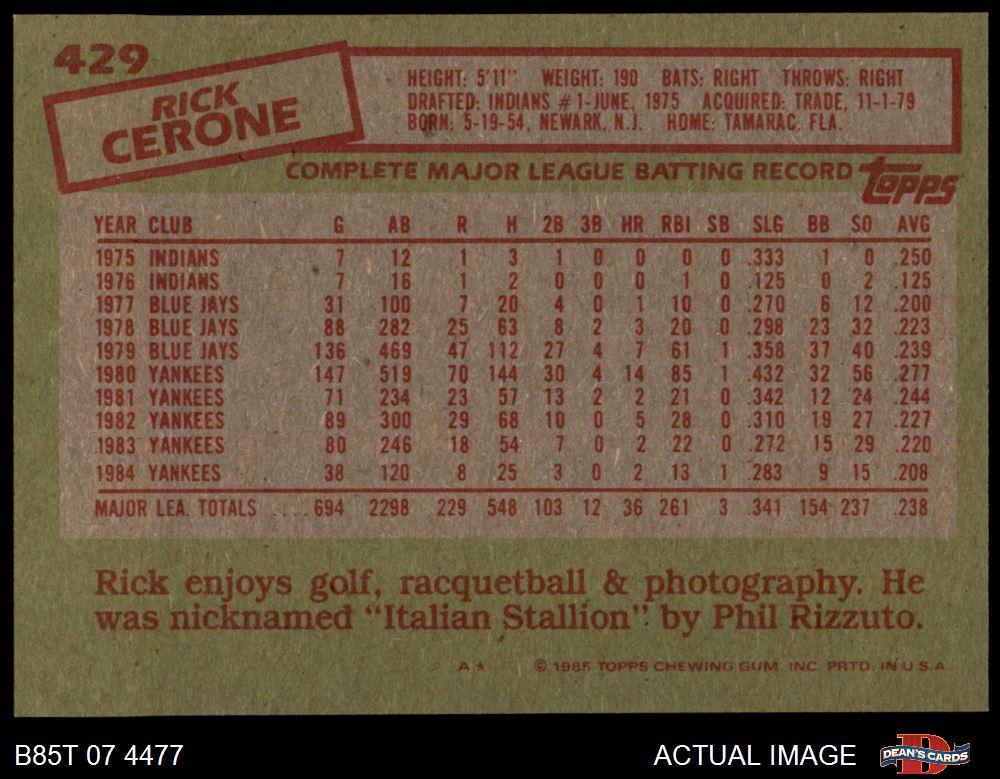 429
RICK
CERONE
HEIGHT: 5'11" WEIGHT: 190 BATS: RIGHT THROWS: RIGHT
DRAFTED: INDIANS #1-JUNE, 1975 ACQUIRED: TRADE, 11-1-79
BORN: 5-19-54, NEWARK, N.J. HOME: TAMARAC, FLA.
COMPLETE MAJOR LEAGUE BATTING RECORD topps
YEAR CLUB G AB R H 2B 3B HR RBI SB SLG BB SO AVG
1975 INDIANS 7 12 1 3 1 0 0 0 0 .333 1 0 .250
1976 INDIANS 7 16 1 2 0 0 0 1 0 .125 0 2 .125
1977 BLUE JAYS 31 100 7 20 4 0 1 10 0 .270 6 12 .200
1978 BLUE JAYS 88 282 25 63 8 2 3 20 0 .298 23 32 .223
1979 BLUE JAYS 136 469 47 112 27 4 7 61 1 .358 37 40 .239
1980 YANKEES 147 519 70 144 30 4 14 85 1 .432 32 56 .277
1981 YANKEES 71 234 23 57 13 2 2 21 0 .342 12 24 .244
1982 YANKEES 89 300 29 68 10 0 5 28 0 .310 19 27 .227
1983 YANKEES 80 246 18 54 7 0 2 22 0 .272 15 29 .220
1984 YANKEES 38 120 8 25 3 0 2 13 1 .283 9 15 .208
MAJOR LEA. TOTALS .... 694 2298 229 548 103 12 36 261 3 .341 154 237 .238
Rick enjoys golf, racquetball & photography. He
was nicknamed "Italian Stallion" by Phil Rizzuto.
A* © 1985 TOPPS CHEWING GUM, INC. PRTD. IN U.S.A.
B85T 07 4477 ACTUAL IMAGE DEAN'S CARDS